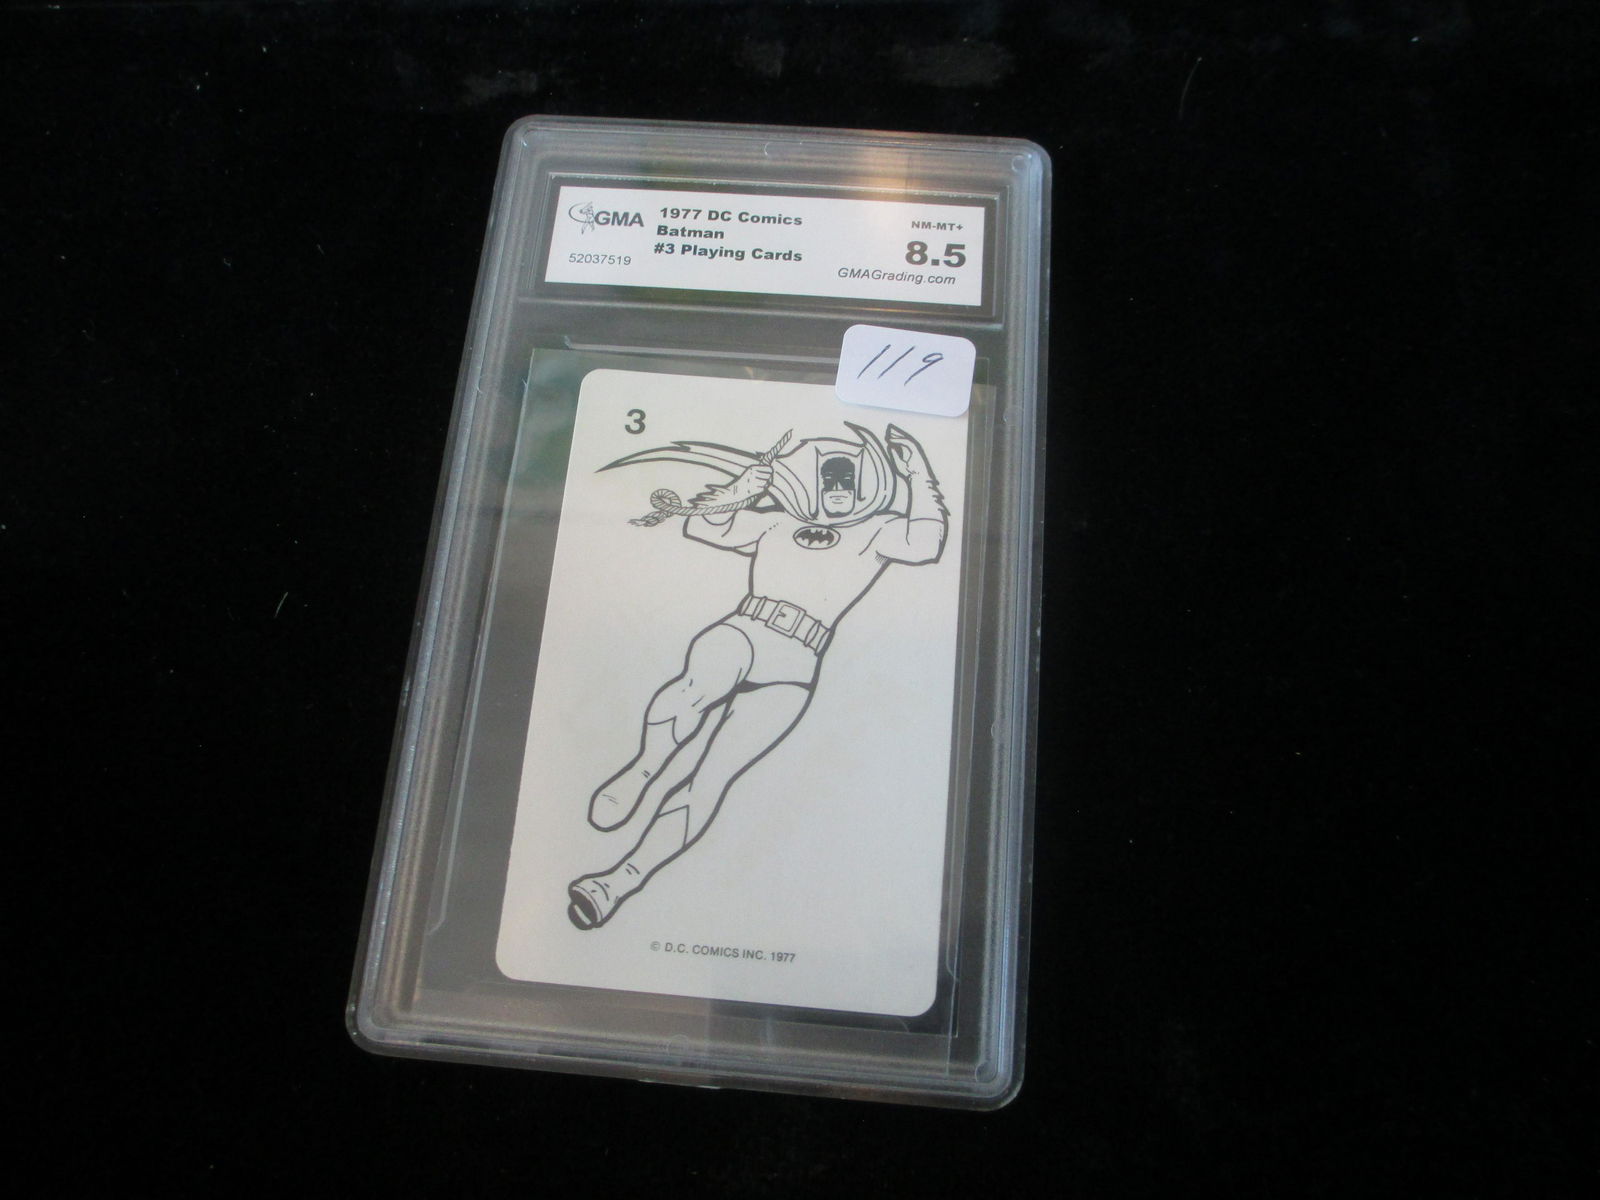 GMA
52037519
1977 DC Comics
Batman
#3 Playing Cards
NM-MT+
8.5
GMAGrading.com
119
3
© D.C. COMICS INC. 1977